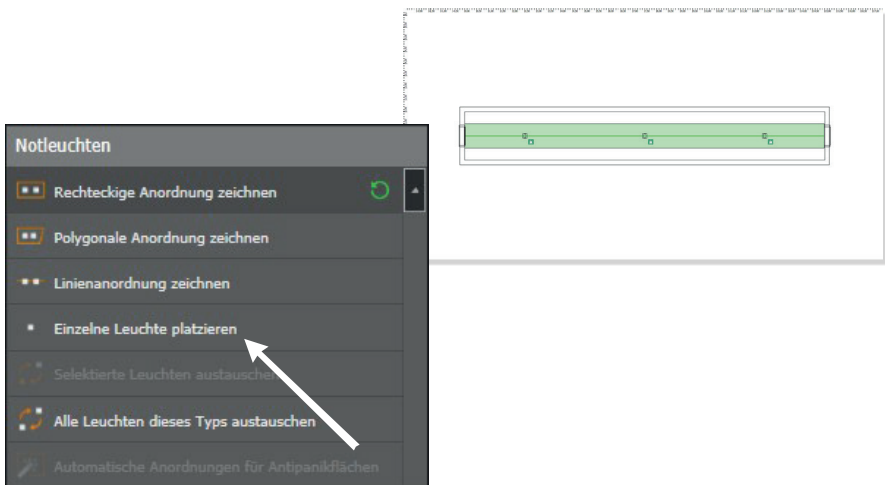 Notleuchten
Rechteckige Anordnung zeichnen
Polygonale Anordnung zeichnen
Linienanordnung zeichnen
Einzelne Leuchte platzieren
Selektierte Leuchten austauschen
Alle Leuchten dieses Typs austauschen
Automatische Anordnungen für Antipanikflächen